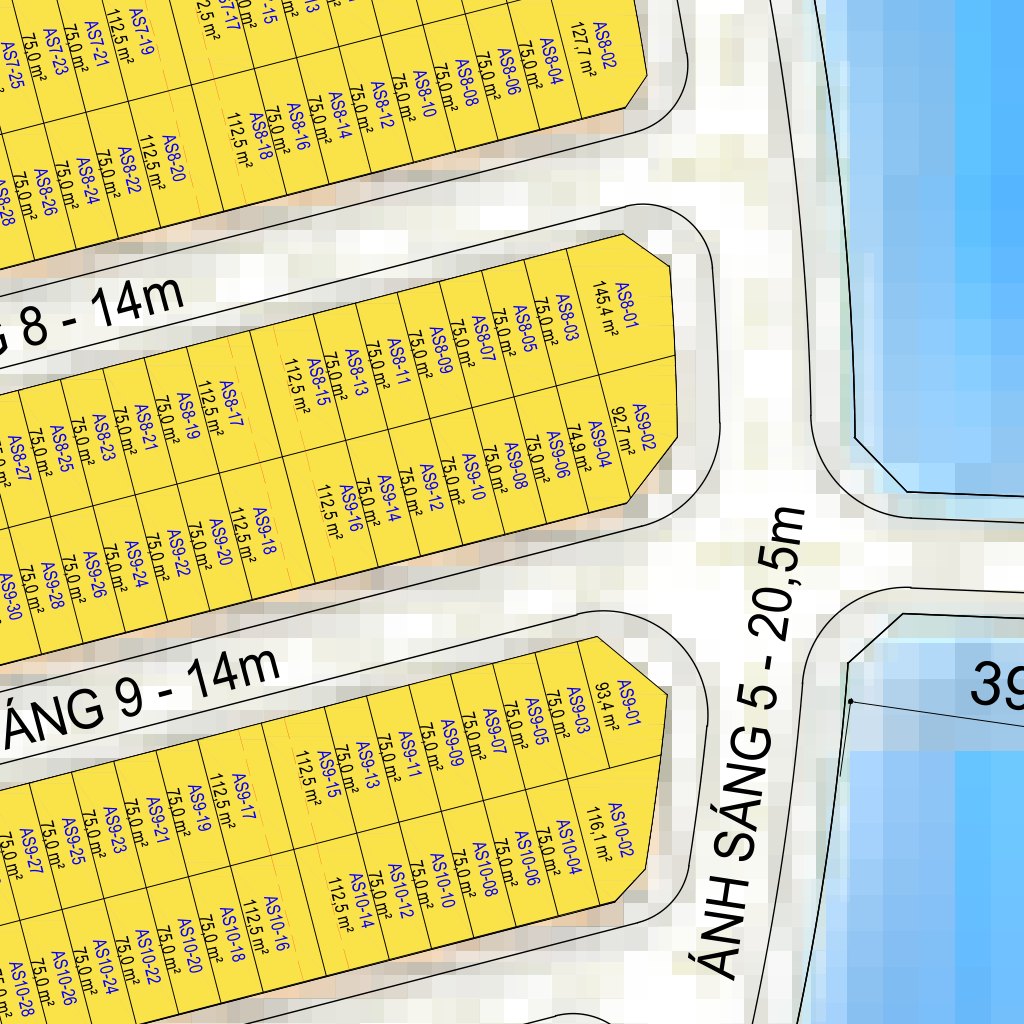 AS7-25
75,0 m²
AS7-23
75,0 m²
AS7-21
112,5 m²
AS7-19
AS8-02
127,7 m²
AS8-04
75,0 m²
AS8-06
75,0 m²
AS8-08
75,0 m²
AS8-10
75,0 m²
AS8-12
75,0 m²
AS8-14
75,0 m²
AS8-16
75,0 m²
AS8-18
112,5 m²
AS8-20
112,5 m²
AS8-22
75,0 m²
AS8-24
75,0 m²
AS8-26
75,0 m²
8 - 14m
AS8-01
145,4 m²
AS8-03
75,0 m²
AS8-05
75,0 m²
AS8-07
75,0 m²
AS8-09
75,0 m²
AS8-11
75,0 m²
AS8-13
75,0 m²
AS8-15
112,5 m²
AS8-17
112,5 m²
AS8-19
75,0 m²
AS8-21
75,0 m²
AS8-23
75,0 m²
AS8-25
75,0 m²
AS8-27
AS9-02
92,7 m²
AS9-04
74,9 m²
AS9-06
75,0 m²
AS9-08
75,0 m²
AS9-10
75,0 m²
AS9-12
75,0 m²
AS9-14
75,0 m²
AS9-16
112,5 m²
AS9-18
112,5 m²
AS9-20
75,0 m²
AS9-22
75,0 m²
AS9-24
75,0 m²
AS9-26
75,0 m²
AS9-28
75,0 m²
AS9-30
ÁNG 9 - 14m
AS9-01
93,4 m²
AS9-03
75,0 m²
AS9-05
75,0 m²
AS9-07
75,0 m²
AS9-09
75,0 m²
AS9-11
75,0 m²
AS9-13
75,0 m²
AS9-15
112,5 m²
AS9-17
112,5 m²
AS9-19
75,0 m²
AS9-21
75,0 m²
AS9-23
75,0 m²
AS9-25
75,0 m²
AS9-27
75,0 m²
AS10-02
116,1 m²
AS10-04
75,0 m²
AS10-06
75,0 m²
AS10-08
75,0 m²
AS10-10
75,0 m²
AS10-12
75,0 m²
AS10-14
112,5 m²
AS10-16
112,5 m²
AS10-18
75,0 m²
AS10-20
75,0 m²
AS10-22
75,0 m²
AS10-24
75,0 m²
AS10-26
75,0 m²
AS10-28
ÁNH SÁNG 5 - 20,5m
39